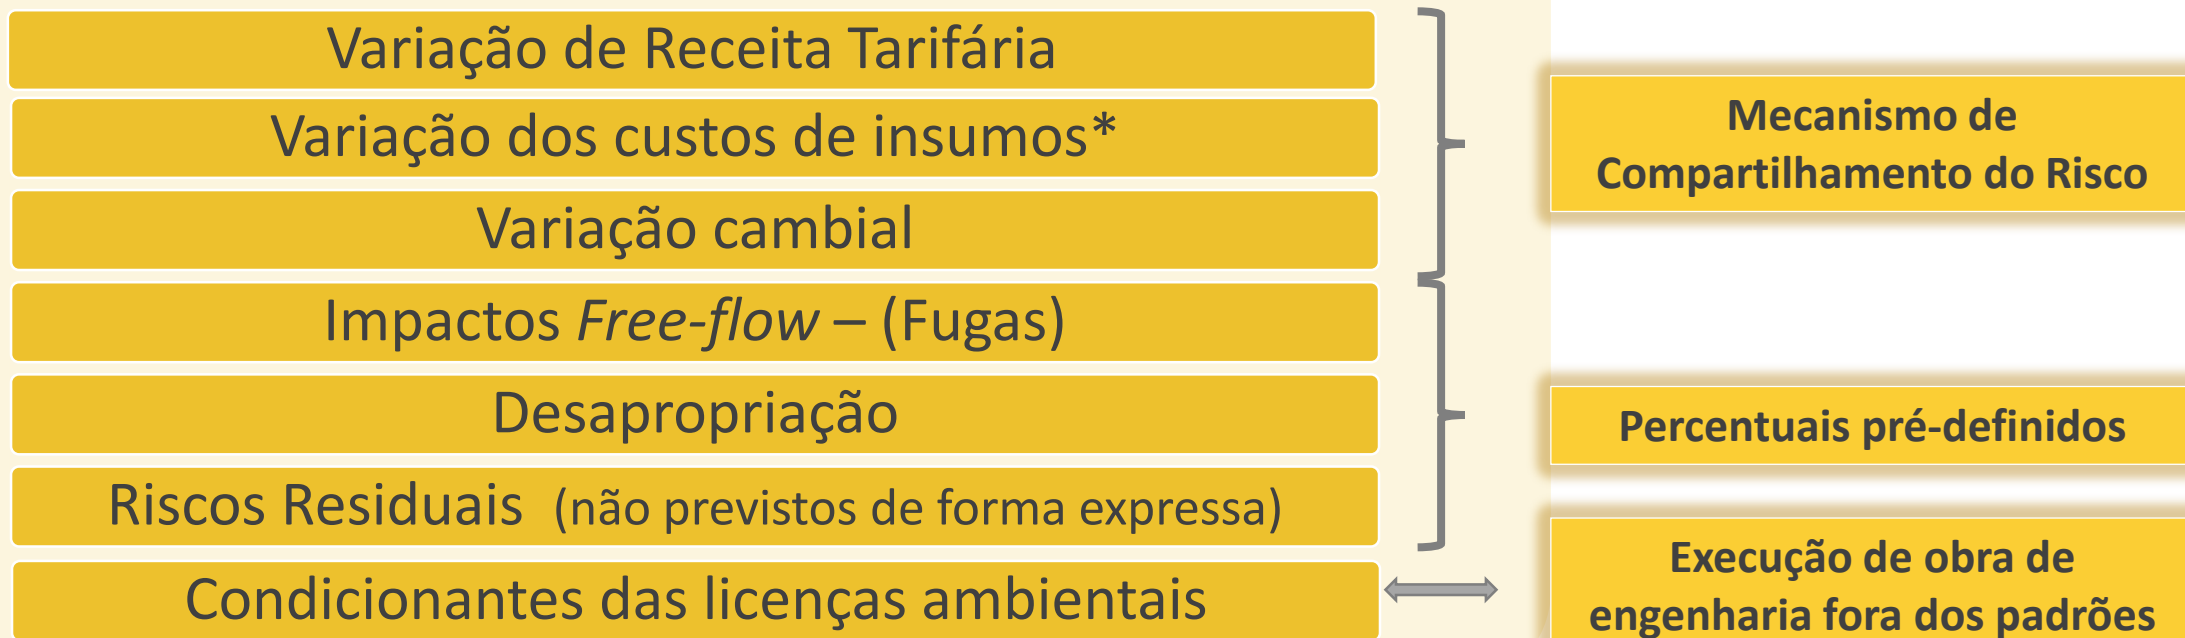 Variação de Receita Tarifária
Variação dos custos de insumos*
Variação cambial
Impactos Free-flow – (Fugas)
Desapropriação
Riscos Residuais (não previstos de forma expressa)
Condicionantes das licenças ambientais
Mecanismo de
Compartilhamento do Risco
Percentuais pré-definidos
Execução de obra de
engenharia fora dos padrões